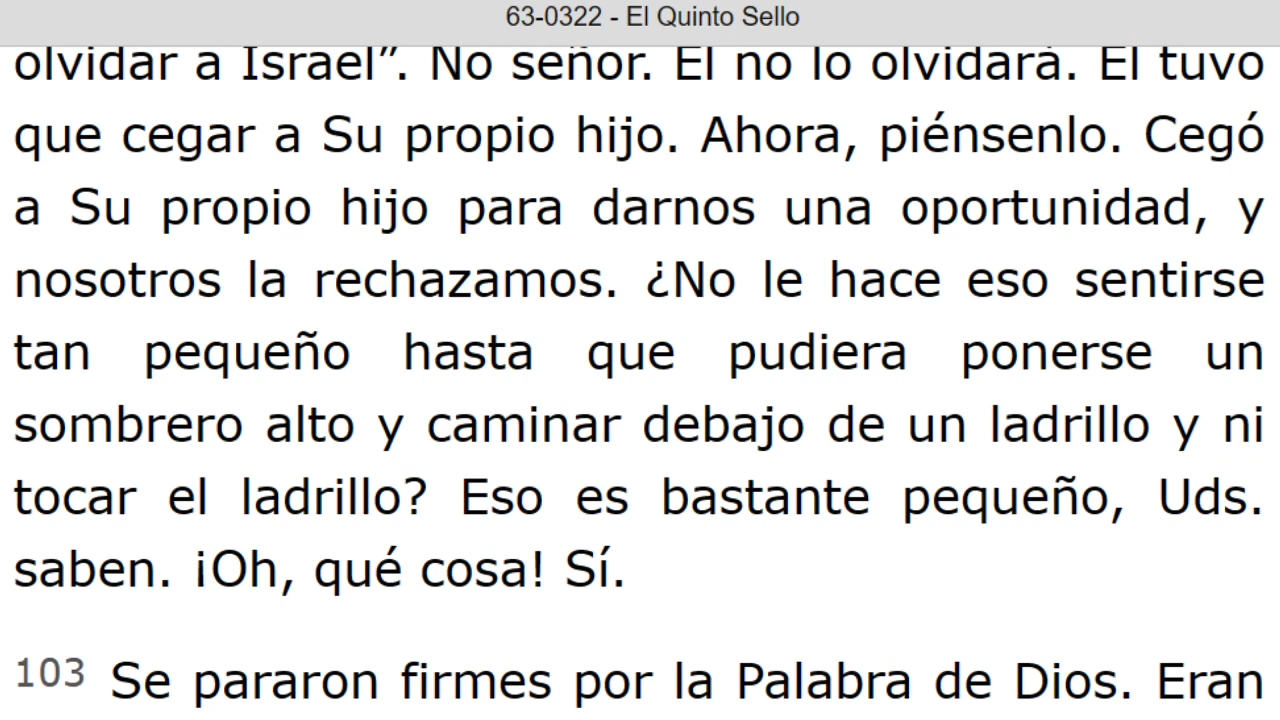 63-0322 - El Quinto Sello
olvidar a Israel”. No señor. El no lo olvidará. El tuvo
que cegar a Su propio hijo. Ahora, piénsenlo. Cegó
a Su propio hijo para darnos una oportunidad, y
nosotros la rechazamos. ¿No le hace eso sentirse
tan pequeño hasta que pudiera ponerse un
sombrero alto y caminar debajo de un ladrillo y ni
tocar el ladrillo? Eso es bastante pequeño, Uds.
saben. ¡Oh, qué cosa! Sí.
103 Se pararon firmes por la Palabra de Dios. Eran